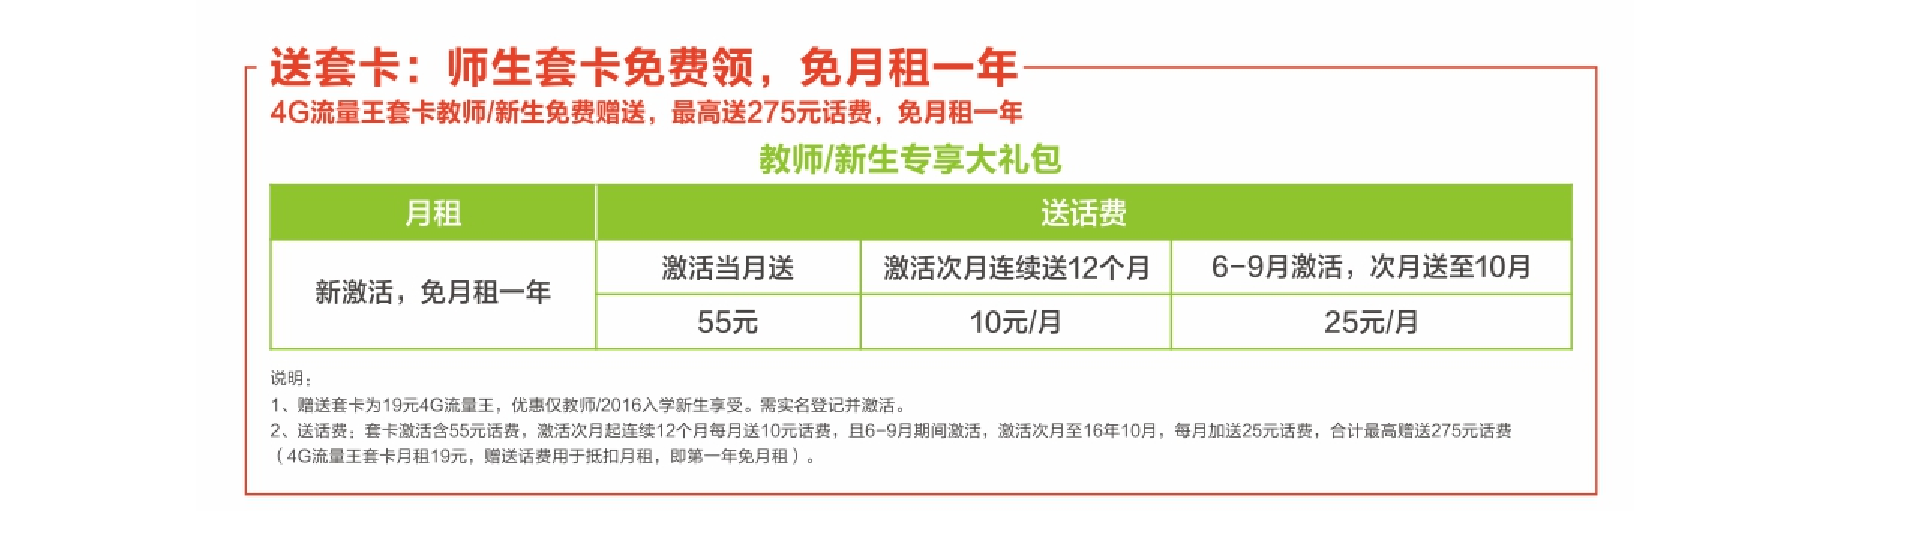 送套卡：师生套卡免费领，免月租一年
4G流量王套卡教师/新生免费赠送，最高送275元话费，免月租一年
教师/新生专享大礼包
月租 送话费
激活当月送 激活次月连续送12个月 6-9月激活，次月送至10月
新激活，免月租一年
55元 10元/月 25元/月
说明：
1、赠送套卡为19元4G流量王，优惠仅教师/2016入学新生享受。需实名登记并激活。
2、送话费：套卡激活含55元话费，激活次月起连续12个月每月送10元话费，且6-9月期间激活，激活次月至16年10月，每月加送25元话费，合计最高赠送275元话费
（4G流量王套卡月租19元，赠送话费用于抵扣月租，即第一年免月租）。